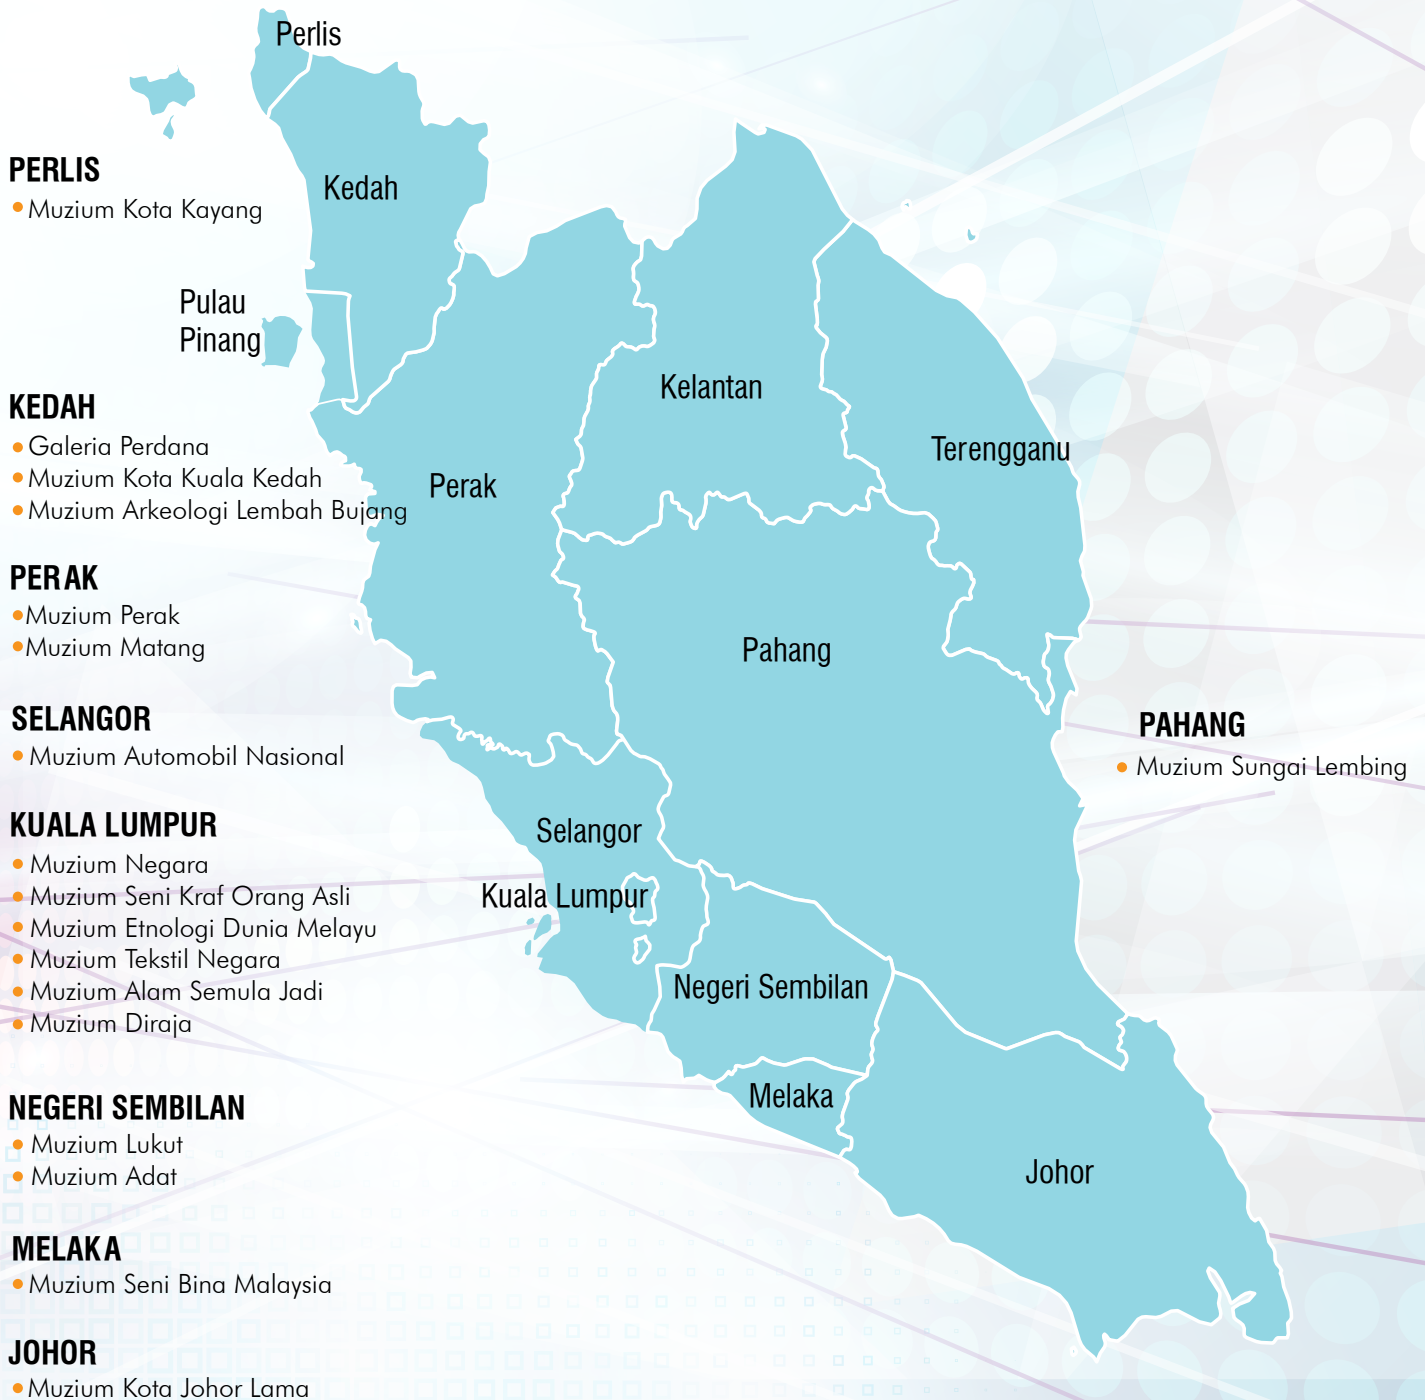 Perlis
Kedah
Pulau
Pinang
Kelantan
Terengganu
Perak
Pahang
Selangor
Kuala Lumpur
Negeri Sembilan
Melaka
Johor
PERLIS
Muzium Kota Kayang
KEDAH
Galeria Perdana
Muzium Kota Kuala Kedah
Muzium Arkeologi Lembah Bujang
PERAK
Muzium Perak
Muzium Matang
SELANGOR
Muzium Automobil Nasional
KUALA LUMPUR
Muzium Negara
Muzium Seni Kraf Orang Asli
Muzium Etnologi Dunia Melayu
Muzium Tekstil Negara
Muzium Alam Semula Jadi
Muzium Diraja
NEGERI SEMBILAN
Muzium Lukut
Muzium Adat
MELAKA
Muzium Seni Bina Malaysia
JOHOR
Muzium Kota Johor Lama
PAHANG
Muzium Sungai Lembing